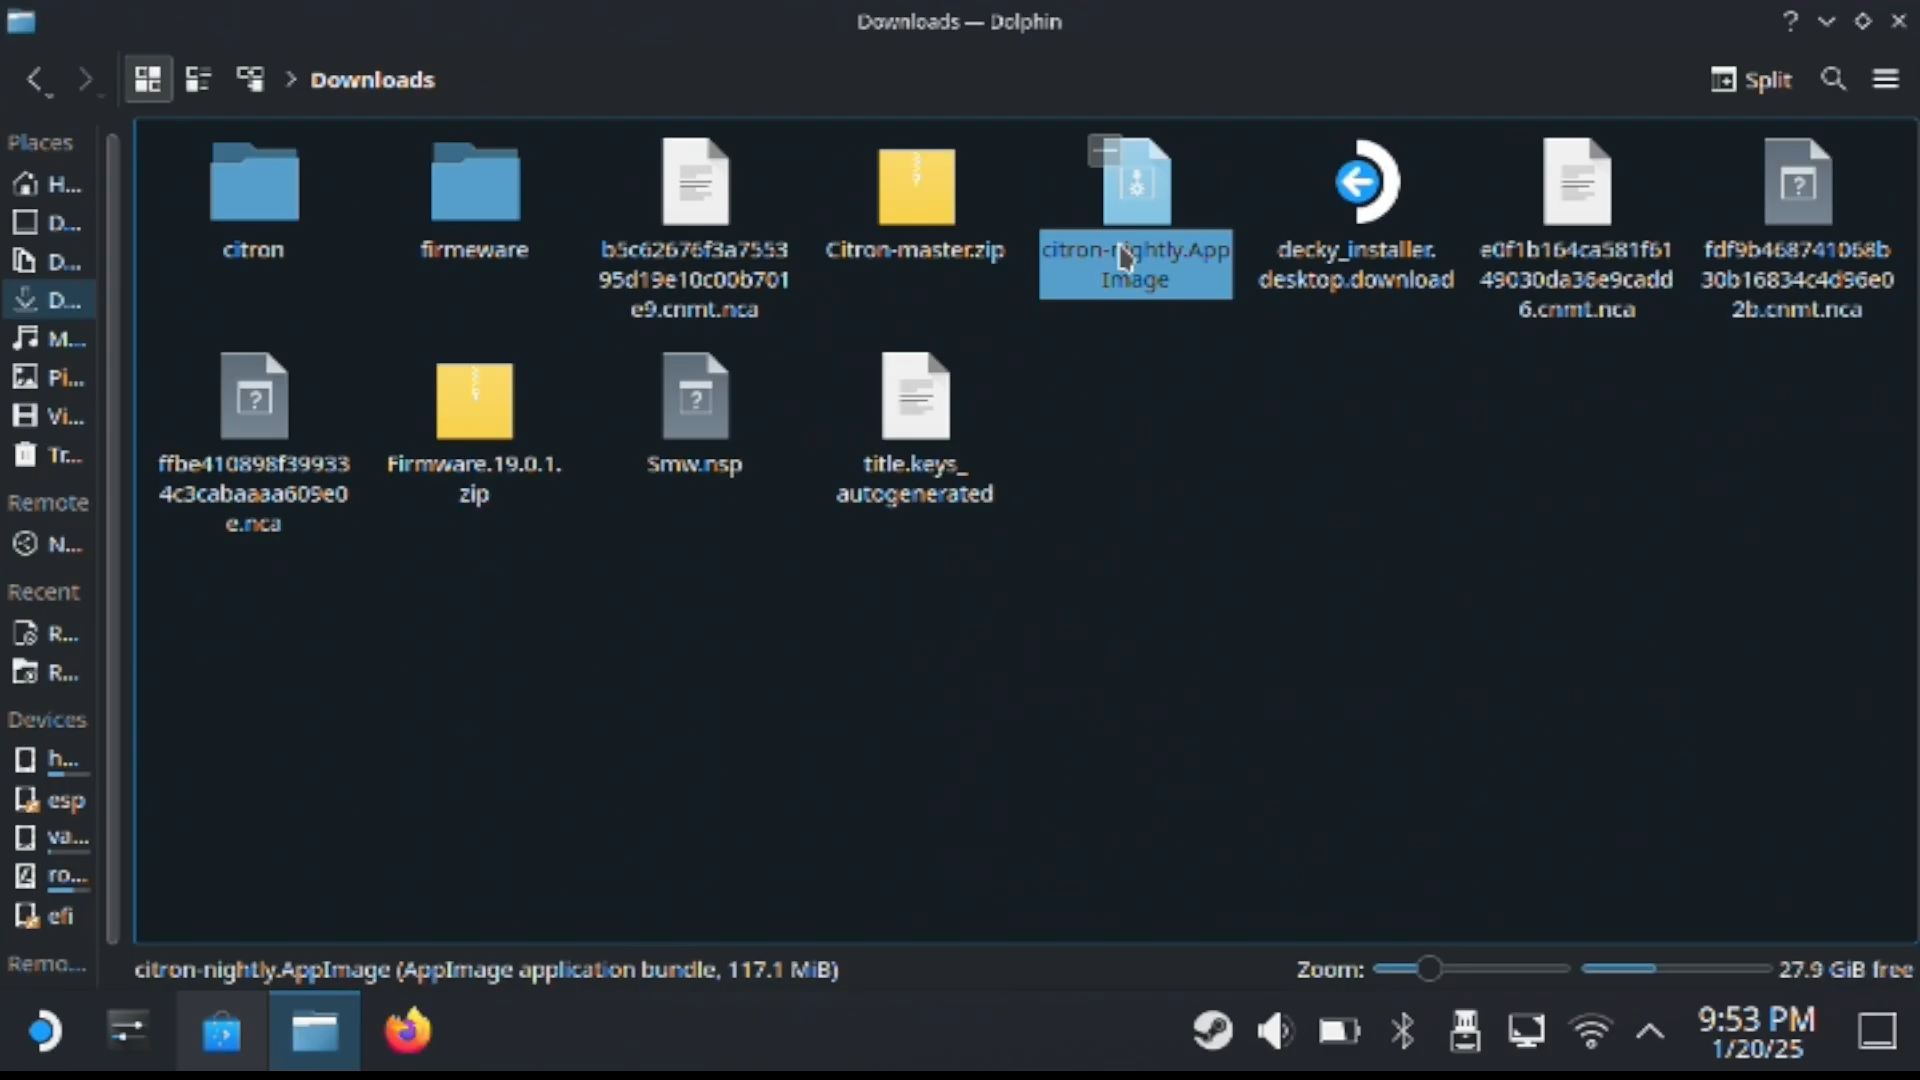 Downloads — Dolphin
Downloads
Split
Places
H...
D...
D...
D...
M...
Pi...
Vi...
Tr...
Remote
N...
Recent
R...
R...
Devices
h...
esp
va...
ro...
efi
Remo...
citron
firmeware
b5c62676f3a7553
95d19e10c00b701
e9.cnmt.nca
Citron-master.zip
citron-nightly.App
Image
decky_installer.
desktop.download
e0f1b164ca581f61
49030da36e9cadd
6.cnmt.nca
fdf9b468741068b
30b16834c4d96e0
2b.cnmt.nca
ffbe410898f39933
4c3cabaaaa609e0
e.nca
Firmware.19.0.1.
zip
Smw.nsp
title.keys_
autogenerated
citron-nightly.AppImage (AppImage application bundle, 117.1 MiB)
Zoom:
27.9 GiB free
9:53 PM
1/20/25